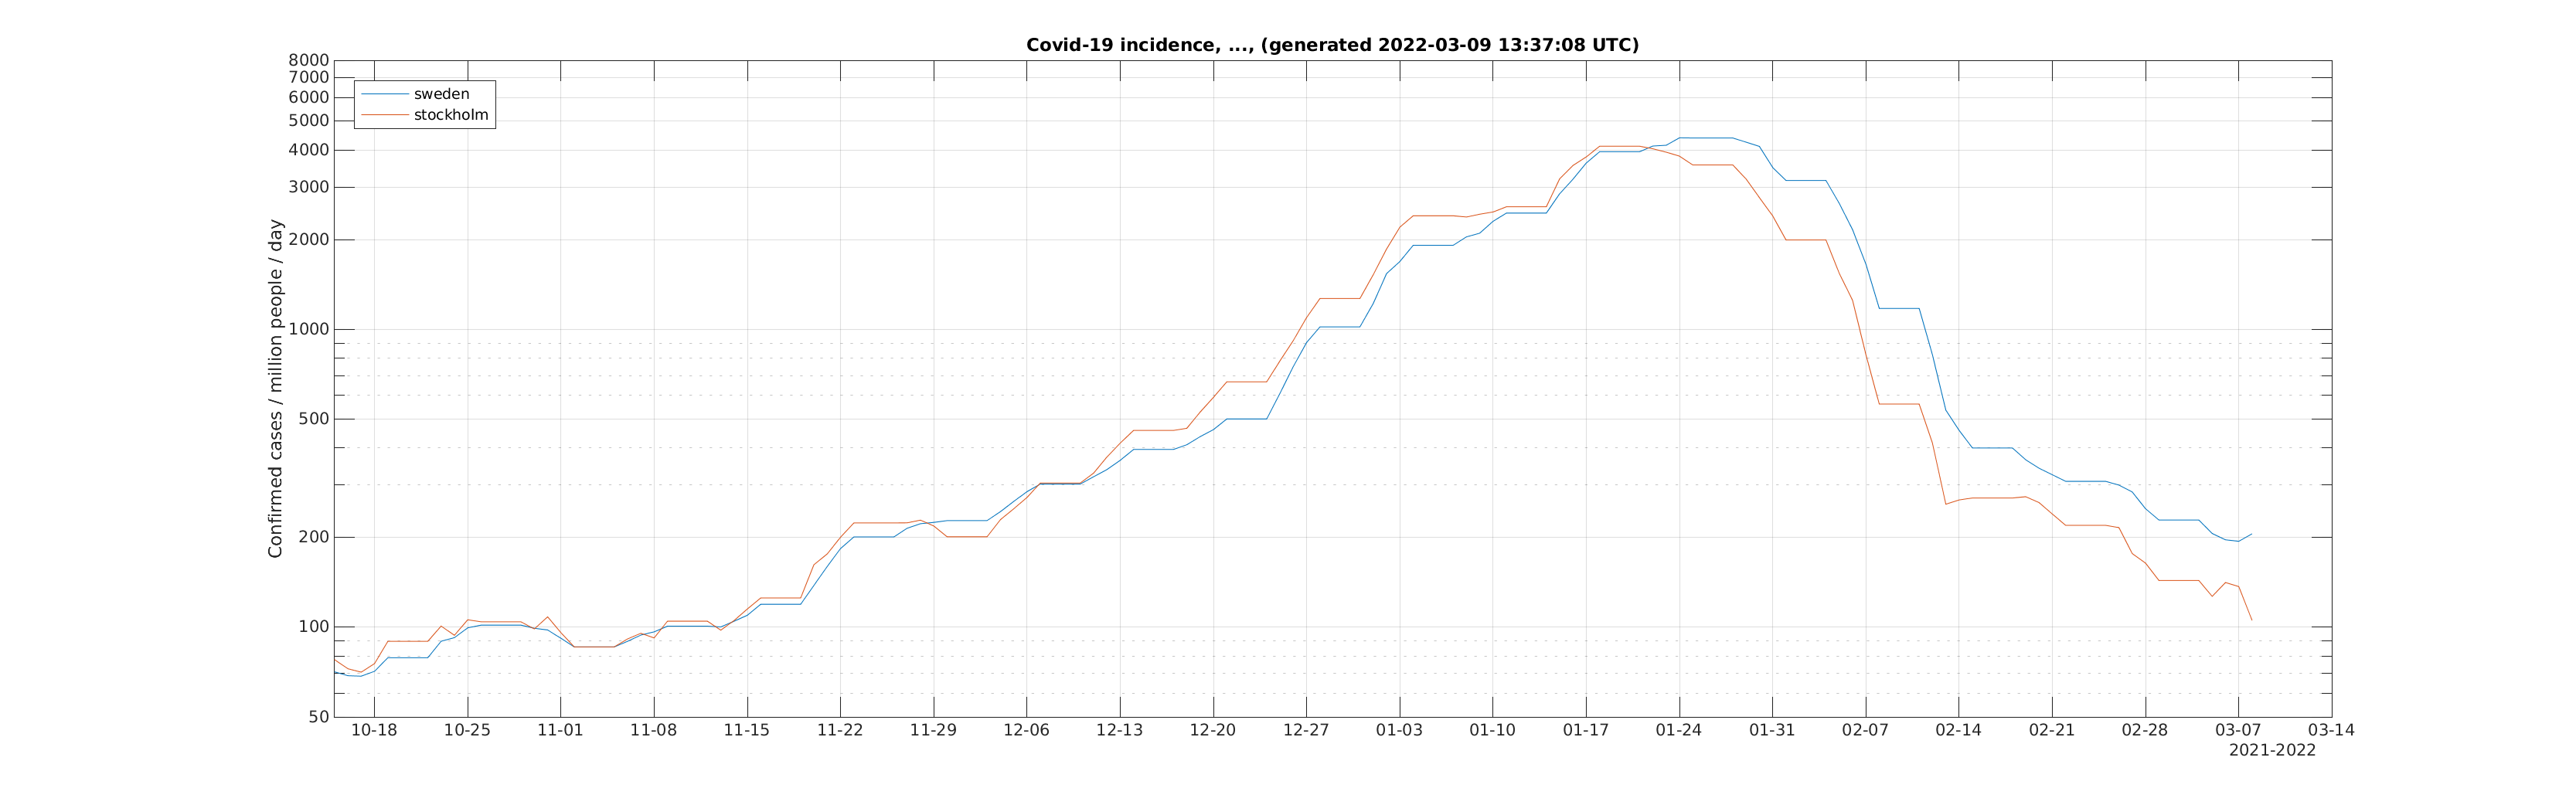 Covid-19 incidence, ..., (generated 2022-03-09 13:37:08 UTC)
8000
7000
6000
5000
4000
3000
2000
1000
500
200
100
50
Confirmed cases / million people / day
sweden
stockholm
10-18 10-25 11-01 11-08 11-15 11-22 11-29 12-06 12-13 12-20 12-27 01-03 01-10 01-17 01-24 01-31 02-07 02-14 02-21 02-28 03-07 03-14
2021-2022